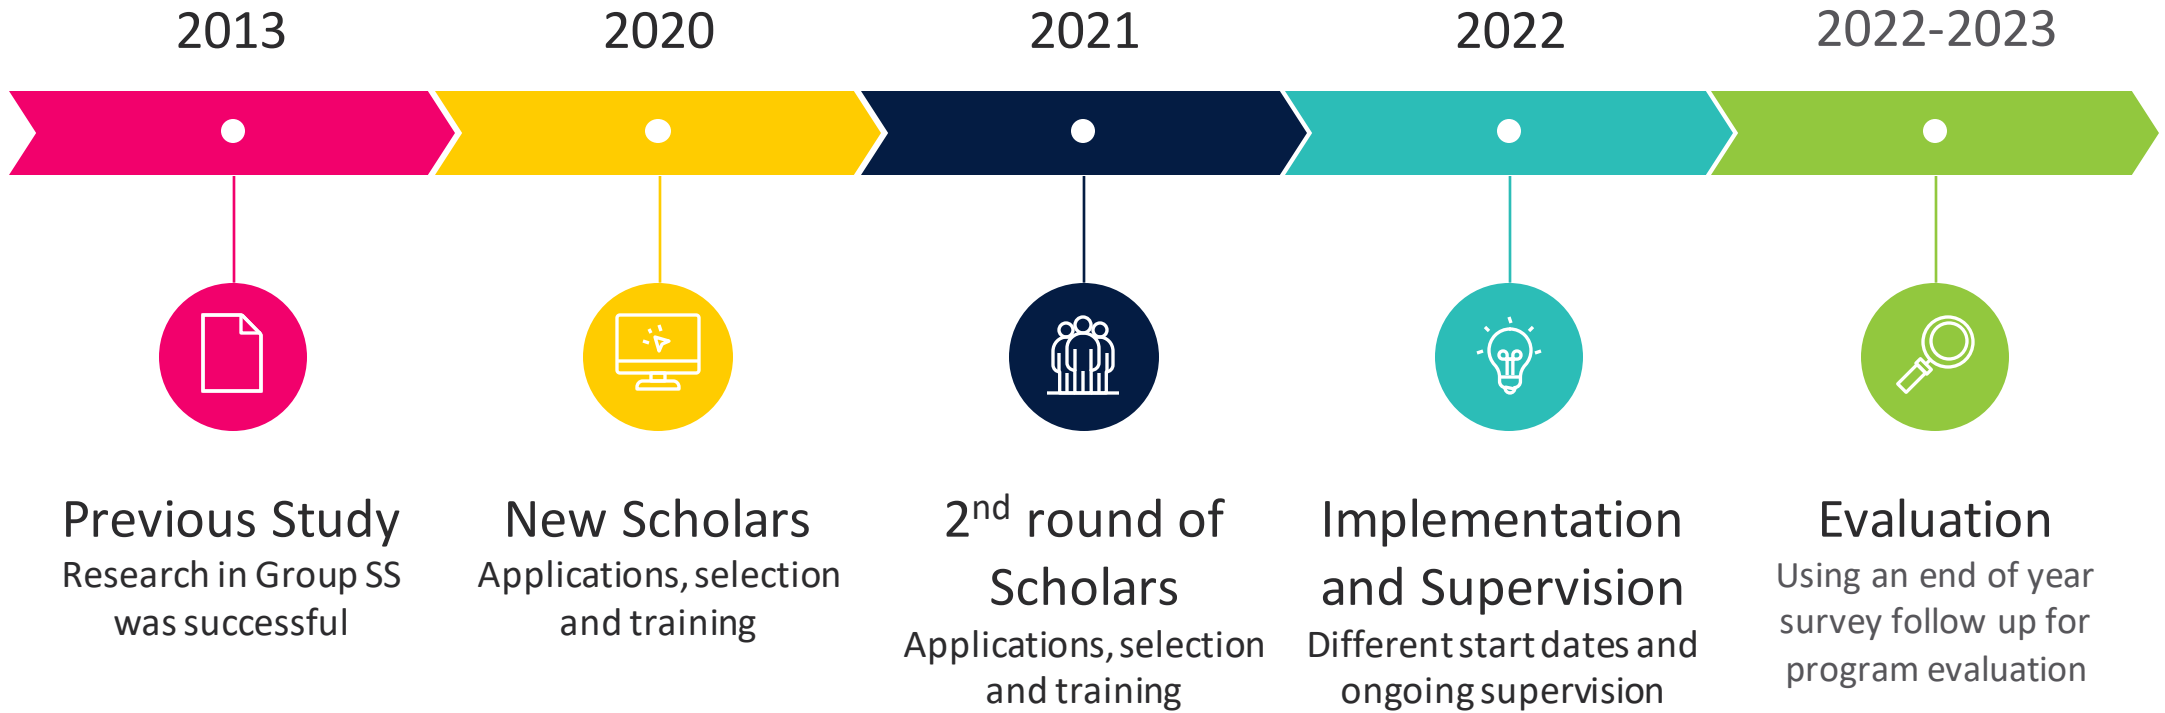 2013
2020
2021
2022
2022-2023
Previous Study
Research in Group SS
was successful
New Scholars
Applications, selection
and training
2nd round of
Scholars
Applications, selection
and training
Implementation
and Supervision
Different start dates and
ongoing supervision
Evaluation
Using an end of year
survey follow up for
program evaluation